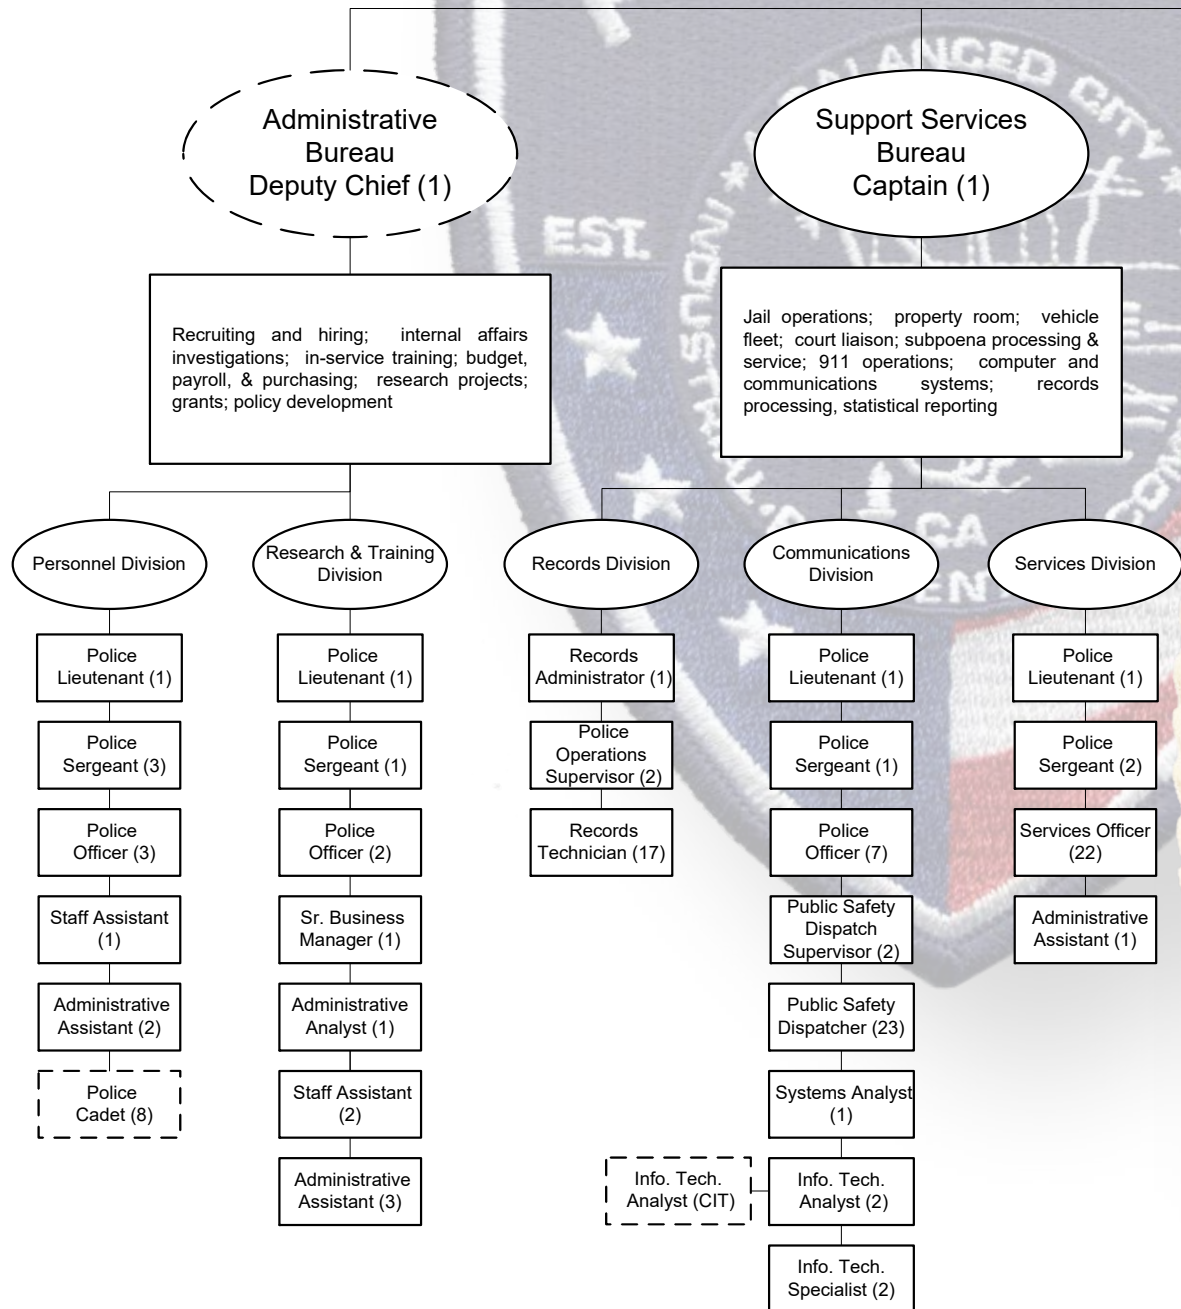 Administrative
Bureau
Deputy Chief (1)
Support Services
Bureau
Captain (1)
Recruiting and hiring; internal affairs
investigations; in-service training; budget,
payroll, & purchasing; research projects;
grants; policy development
Jail operations; property room; vehicle
fleet; court liaison; subpoena processing &
service; 911 operations; computer and
communications systems; records
processing, statistical reporting
Personnel Division
Police
Lieutenant (1)
Police
Sergeant (3)
Police
Officer (3)
Staff Assistant
(1)
Administrative
Assistant (2)
Police
Cadet (8)
Research & Training
Division
Police
Lieutenant (1)
Police
Sergeant (1)
Police
Officer (2)
Sr. Business
Manager (1)
Administrative
Analyst (1)
Staff Assistant
(2)
Administrative
Assistant (3)
Records Division
Records
Administrator (1)
Police
Operations
Supervisor (2)
Records
Technician (17)
Communications
Division
Police
Lieutenant (1)
Police
Sergeant (1)
Police
Officer (7)
Public Safety
Dispatch
Supervisor (2)
Public Safety
Dispatcher (23)
Systems Analyst
(1)
Info. Tech.
Analyst (CIT)
Info. Tech.
Analyst (2)
Info. Tech.
Specialist (2)
Services Division
Police
Lieutenant (1)
Police
Sergeant (2)
Services Officer
(22)
Administrative
Assistant (1)
EST.
BALANCED CITY
CA